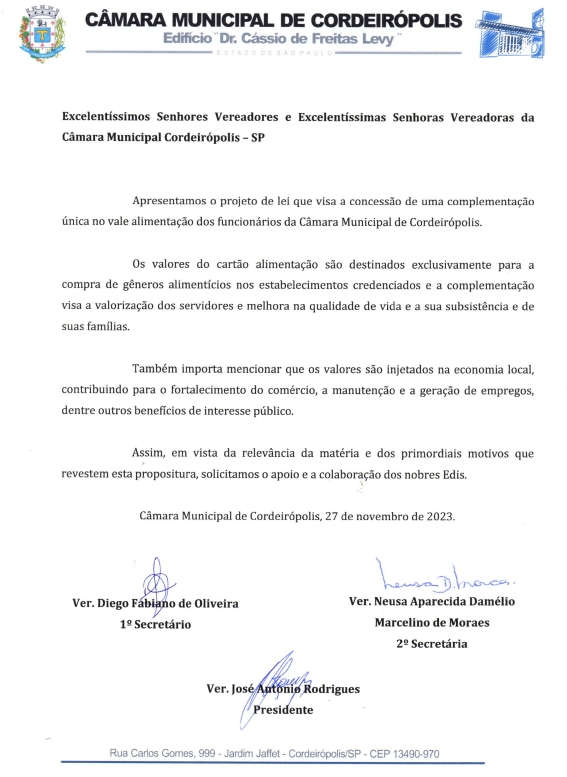 CÂMARA MUNICIPAL DE CORDEIRÓPOLIS
Edifício "Dr. Cássio de Freitas Levy"
ESTADO DE SÃO PAULO
Excelentíssimos Senhores Vereadores e Excelentíssimas Senhoras Vereadoras da
Câmara Municipal Cordeirópolis – SP
Apresentamos o projeto de lei que visa a concessão de uma complementação
única no vale alimentação dos funcionários da Câmara Municipal de Cordeirópolis.
Os valores do cartão alimentação são destinados exclusivamente para a
compra de gêneros alimentícios nos estabelecimentos credenciados e a complementação
visa a valorização dos servidores e melhora na qualidade de vida e a sua subsistência e de
suas famílias.
Também importa mencionar que os valores são injetados na economia local,
contribuindo para o fortalecimento do comércio, a manutenção e a geração de empregos,
dentre outros benefícios de interesse público.
Assim, em vista da relevância da matéria e dos primordiais motivos que
revestem esta propositura, solicitamos o apoio e a colaboração dos nobres Edis.
Câmara Municipal de Cordeirópolis, 27 de novembro de 2023.
Neusa D. Moraes.
Ver. Diego Fabiano de Oliveira
1º Secretário
Ver. Neusa Aparecida Damélio
Marcelino de Moraes
2ª Secretária
Ver. José Antonio Rodrigues
Presidente
Rua Carlos Gomes, 999 - Jardim Jaffet - Cordeirópolis/SP - CEP 13490-970